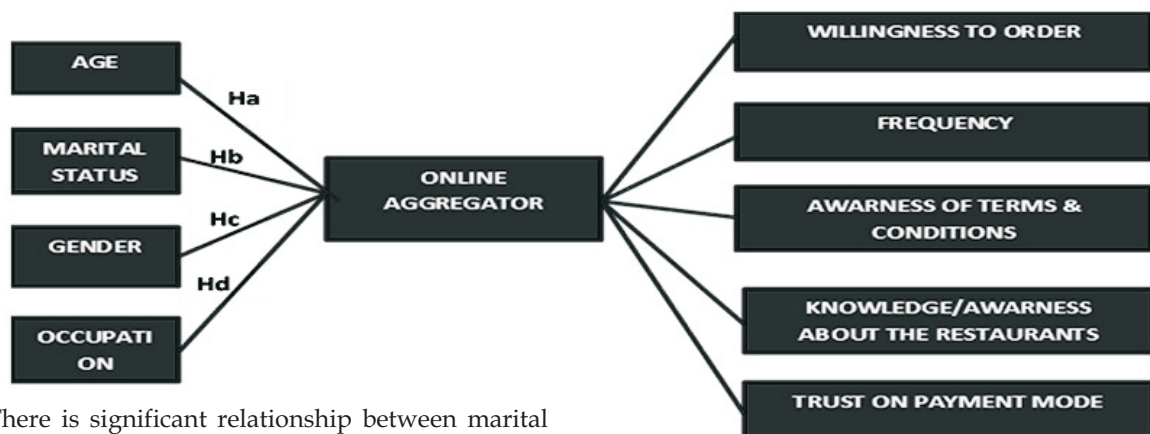 AGE
MARITAL
STATUS
GENDER
OCCUPATI
ON
Ha
Hb
Hc
Hd
ONLINE
AGGREGATOR
WILLINGNESS TO ORDER
FREQUENCY
AWARNESS OF TERMS &
CONDITIONS
KNOWLEDGE/AWARNESS
ABOUT THE RESTAURANTS
TRUST ON PAYMENT MODE
here is significant relationship between marital